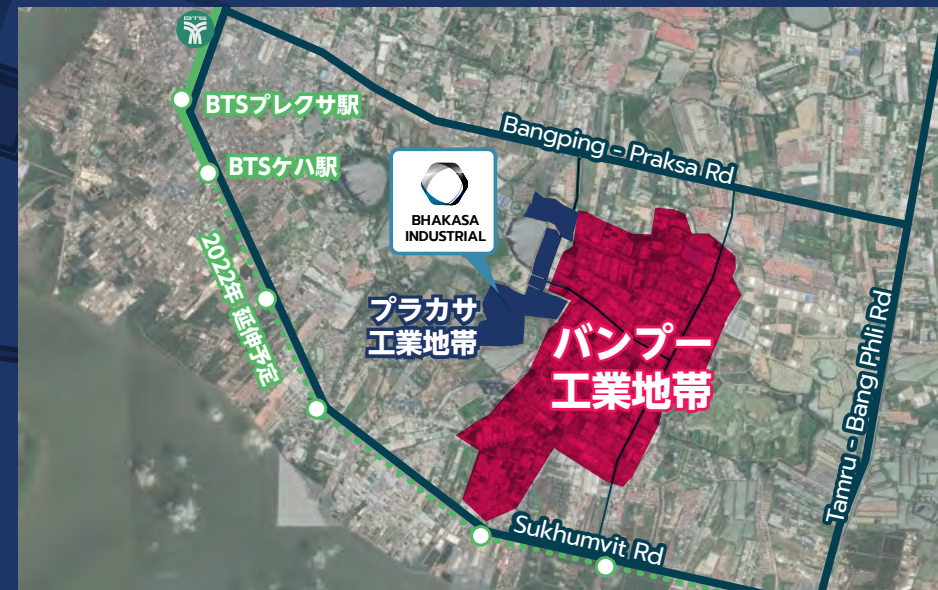 BTS
BTSプレクサ駅
BTSケハ駅
Bangping - Praksa Rd
BHAKASA
INDUSTRIAL
2022年 延伸予定
プラカサ
工業地帯
バンプー
工業地帯
Tamru - Bang Phli Rd
Sukhumvit Rd